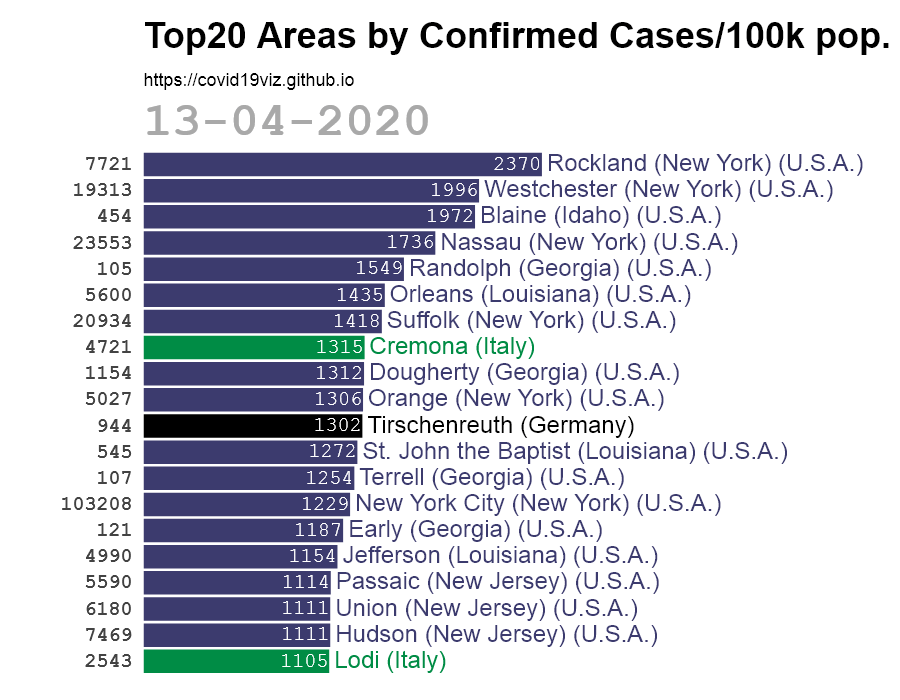 Top20 Areas by Confirmed Cases/100k pop.
https://covid19viz.github.io
13-04-2020
7721 2370 Rockland (New York) (U.S.A.)
19313 1996 Westchester (New York) (U.S.A.)
454 1972 Blaine (Idaho) (U.S.A.)
23553 1736 Nassau (New York) (U.S.A.)
105 1549 Randolph (Georgia) (U.S.A.)
5600 1435 Orleans (Louisiana) (U.S.A.)
20934 1418 Suffolk (New York) (U.S.A.)
4721 1315 Cremona (Italy)
1154 1312 Dougherty (Georgia) (U.S.A.)
5027 1306 Orange (New York) (U.S.A.)
944 1302 Tirschenreuth (Germany)
545 1272 St. John the Baptist (Louisiana) (U.S.A.)
107 1254 Terrell (Georgia) (U.S.A.)
103208 1229 New York City (New York) (U.S.A.)
121 1187 Early (Georgia) (U.S.A.)
4990 1154 Jefferson (Louisiana) (U.S.A.)
5590 1114 Passaic (New Jersey) (U.S.A.)
6180 1111 Union (New Jersey) (U.S.A.)
7469 1111 Hudson (New Jersey) (U.S.A.)
2543 1105 Lodi (Italy)